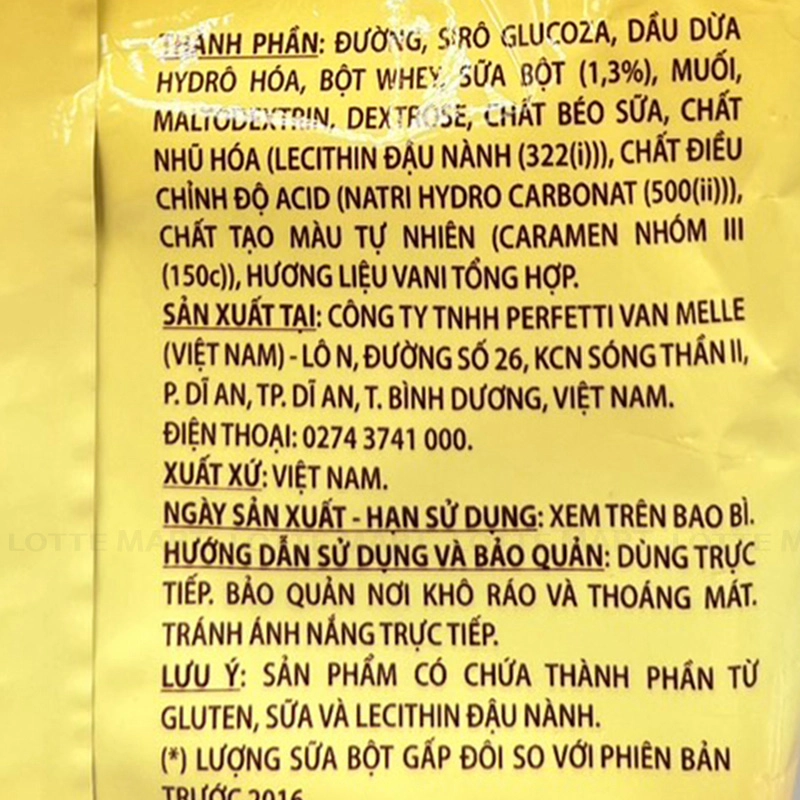 THÀNH PHẦN: ĐƯỜNG, SIRÔ GLUCOZA, DẦU DỪA
HYDRÔ HÓA, BỘT WHEY, SỮA BỘT (1,3%), MUỐI,
MALTODEXTRIN, DEXTROSE, CHẤT BÉO SỮA, CHẤT
NHŨ HÓA (LECITHIN ĐẬU NÀNH (322(i))), CHẤT ĐIỀU
CHỈNH ĐỘ ACID (NATRI HYDRO CARBONAT (500(ii))),
CHẤT TẠO MÀU TỰ NHIÊN (CARAMEN NHÓM III
(150c)), HƯƠNG LIỆU VANI TỔNG HỢP.
SẢN XUẤT TẠI: CÔNG TY TNHH PERFETTI VAN MELLE
(VIỆT NAM) - LÔ N, ĐƯỜNG SỐ 26, KCN SÓNG THẦN II,
P. DĨ AN, TP. DĨ AN, T. BÌNH DƯƠNG, VIỆT NAM.
ĐIỆN THOẠI: 0274 3741 000.
XUẤT XỨ: VIỆT NAM.
NGÀY SẢN XUẤT - HẠN SỬ DỤNG: XEM TRÊN BAO BÌ.
LOTTE MA
HƯỚNG DẪN SỬ DỤNG VÀ BẢO QUẢN: DÙNG TRỰC
TIẾP. BẢO QUẢN NƠI KHÔ RÁO VÀ THOÁNG MÁT.
TRÁNH ÁNH NẮNG TRỰC TIẾP.
LƯU Ý: SẢN PHẨM CÓ CHỨA THÀNH PHẦN TỪ
GLUTEN, SỮA VÀ LECITHIN ĐẬU NÀNH.
(*) LƯỢNG SỮA BỘT GẤP ĐÔI SO VỚI PHIÊN BẢN
TRƯỚC 2016